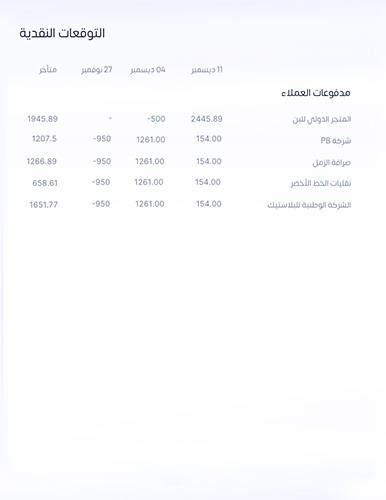 التوقعات النقدية
11 ديسمبر 04 ديسمبر 27 نوفمبر متأخر
مدفوعات العملاء
المتجر الدولي للبن 2445.89 -500 - 1945.89
شركة PB 154.00 1261.00 -950 1207.5
صرافة الرمل 154.00 1261.00 -950 1266.89
نقليات الخط الأخضر 154.00 1261.00 -950 658.61
الشركة الوطنية للبلاستيك 154.00 1261.00 -950 1651.77